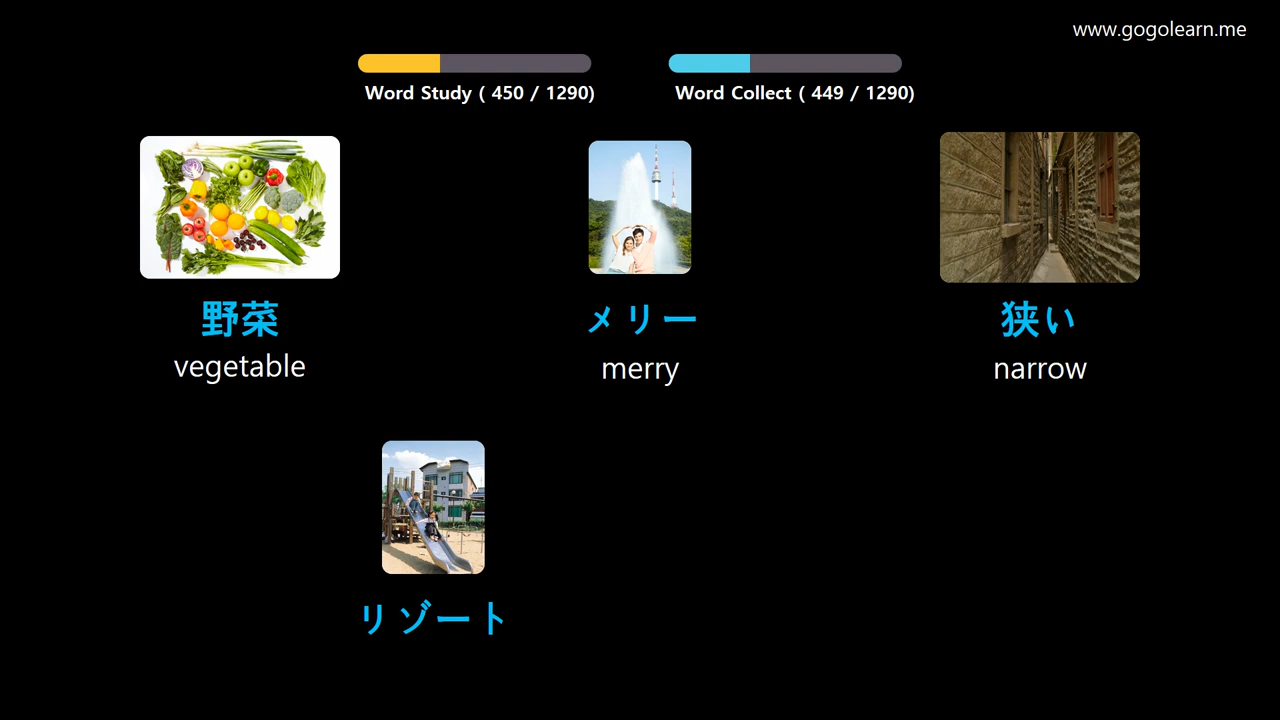 www.gogolearn.me
Word Study ( 450 / 1290)
Word Collect ( 449 / 1290)
野菜
vegetable
メリー
merry
狭い
narrow
リゾート